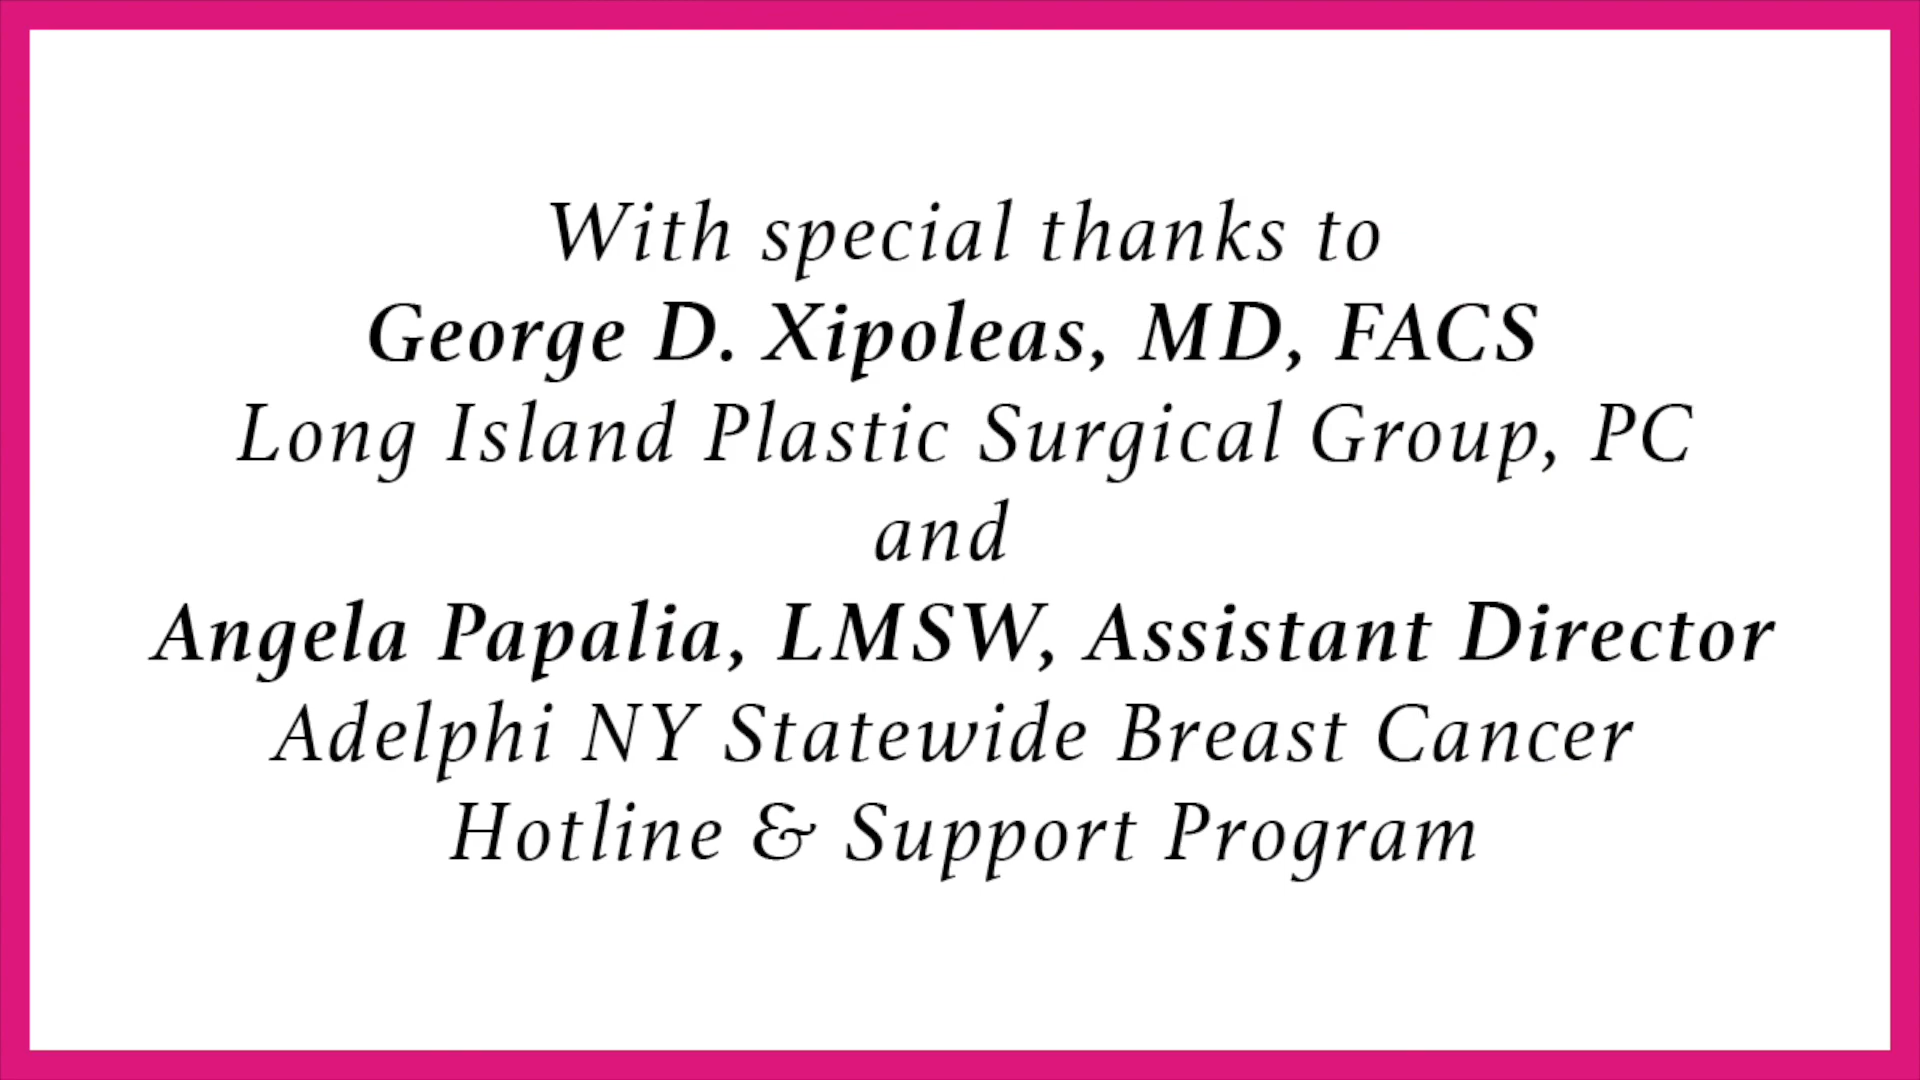 With special thanks to
George D. Xipoleas, MD, FACS
Long Island Plastic Surgical Group, PC
and
Angela Papalia, LMSW, Assistant Director
Adelphi NY Statewide Breast Cancer
Hotline & Support Program